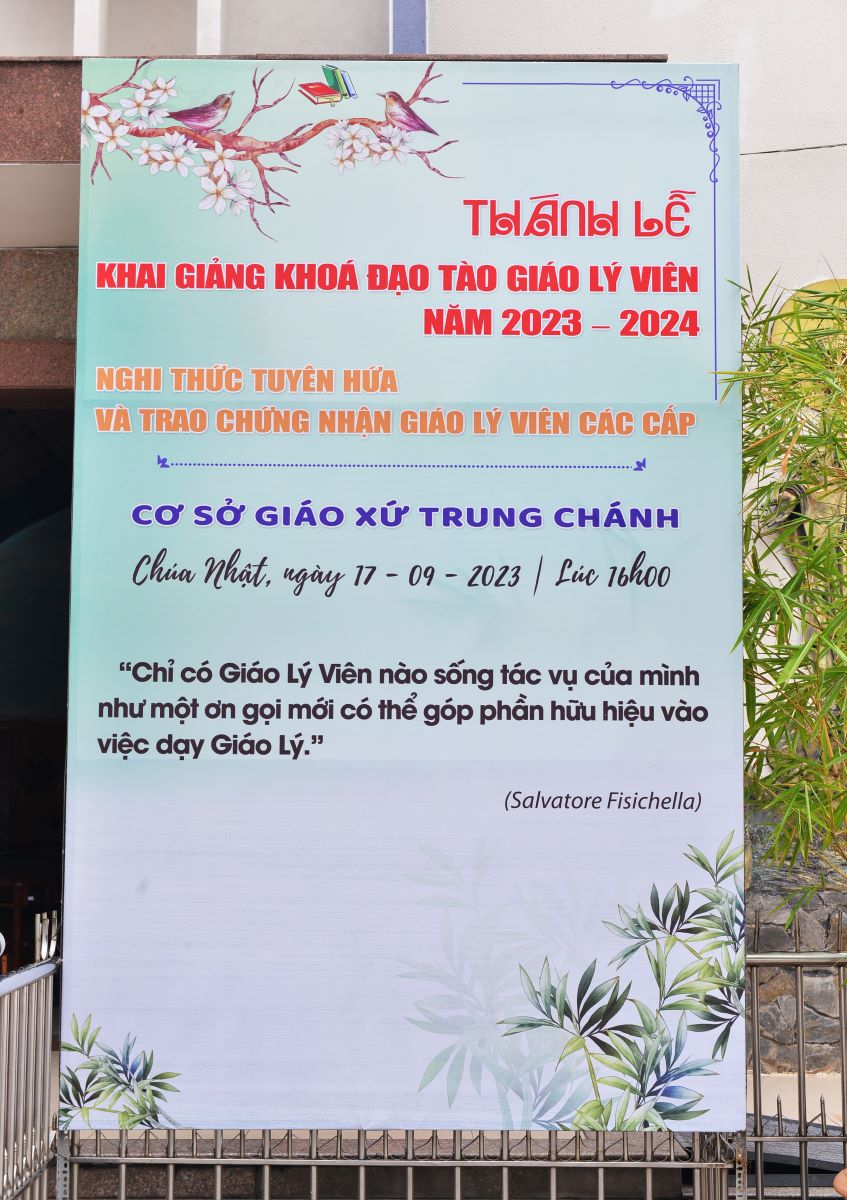 THÁNH LỄ
KHAI GIẢNG KHOÁ ĐẠO TÀO GIÁO LÝ VIÊN
NĂM 2023 – 2024
NGHI THỨC TUYÊN HỨA
VÀ TRAO CHỨNG NHẬN GIÁO LÝ VIÊN CÁC CẤP
CƠ SỞ GIÁO XỨ TRUNG CHÁNH
Chúa Nhật, ngày 17 - 09 - 2023 | Lúc 16h00
“Chỉ có Giáo Lý Viên nào sống tác vụ của mình
như một ơn gọi mới có thể góp phần hữu hiệu vào
việc dạy Giáo Lý.”
(Salvatore Fisichella)